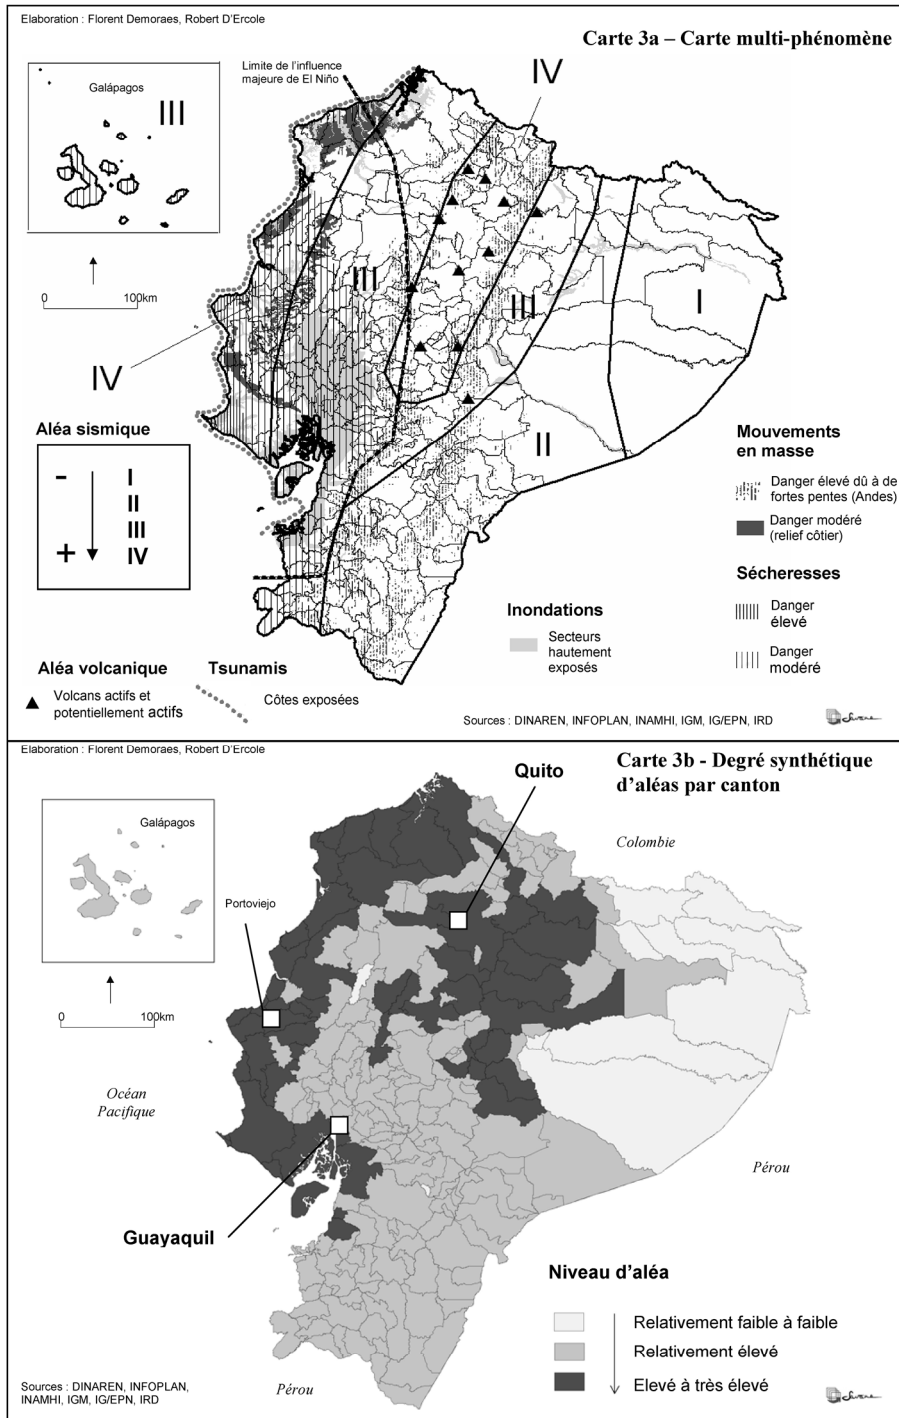 Elaboration : Florent Demoraes, Robert D'Ercole
Carte 3a – Carte multi-phénomène
Limite de l'influence
majeure de El Niño
IV
Galápagos
III
0
100km
III
III
I
IV
II
Aléa sismique
- I
II
III
+ IV
Mouvements
en masse
Danger élevé dû à de
fortes pentes (Andes)
Danger modéré
(relief côtier)
Sécheresses
Danger
élevé
Danger
modéré
Inondations
Secteurs
hautement
exposés
Aléa volcanique
Volcans actifs et
potentiellement actifs
Tsunamis
Côtes exposées
Sources : DINAREN, INFOPLAN, INAMHI, IGM, IG/EPN, IRD
Elaboration : Florent Demoraes, Robert D'Ercole
Carte 3b - Degré synthétique
d'aléas par canton
Quito
Galápagos
Colombie
Portoviejo
0
100km
Océan
Pacifique
Pérou
Guayaquil
Niveau d'aléa
Relativement faible à faible
Relativement élevé
Elevé à très élevé
Sources : DINAREN, INFOPLAN,
INAMHI, IGM, IG/EPN, IRD
Pérou